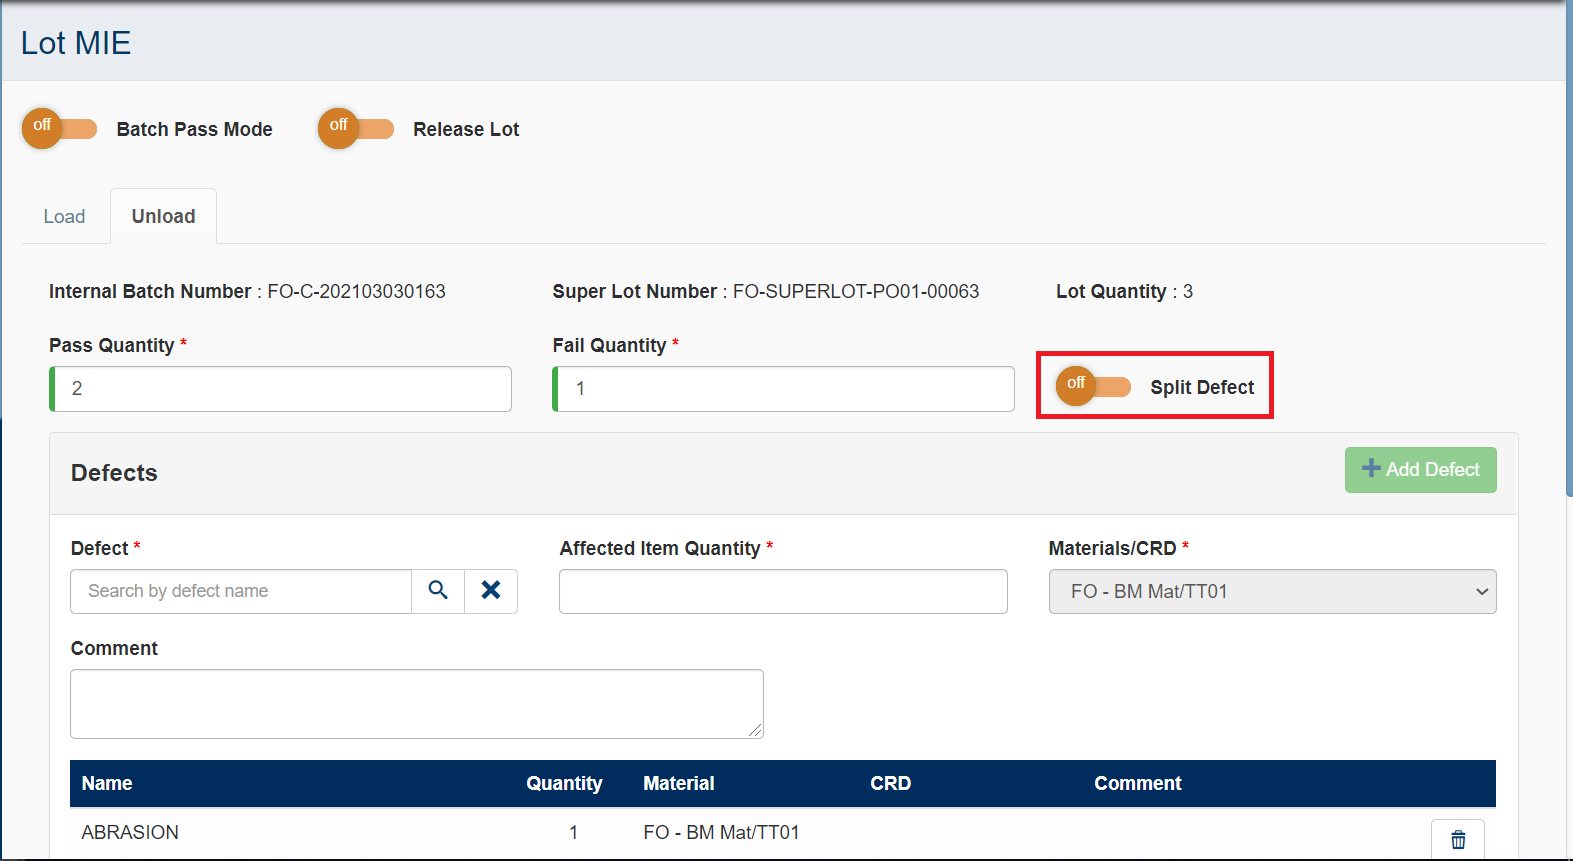 Lot MIE
off Batch Pass Mode off Release Lot
Load Unload
Internal Batch Number : FO-C-202103030163 Super Lot Number : FO-SUPERLOT-PO01-00063 Lot Quantity : 3
Pass Quantity * Fail Quantity *
2 1 off Split Defect
Defects Add Defect
Defect * Affected Item Quantity * Materials/CRD *
Search by defect name FO - BM Mat/TT01
Comment
Name Quantity Material CRD Comment
ABRASION 1 FO - BM Mat/TT01